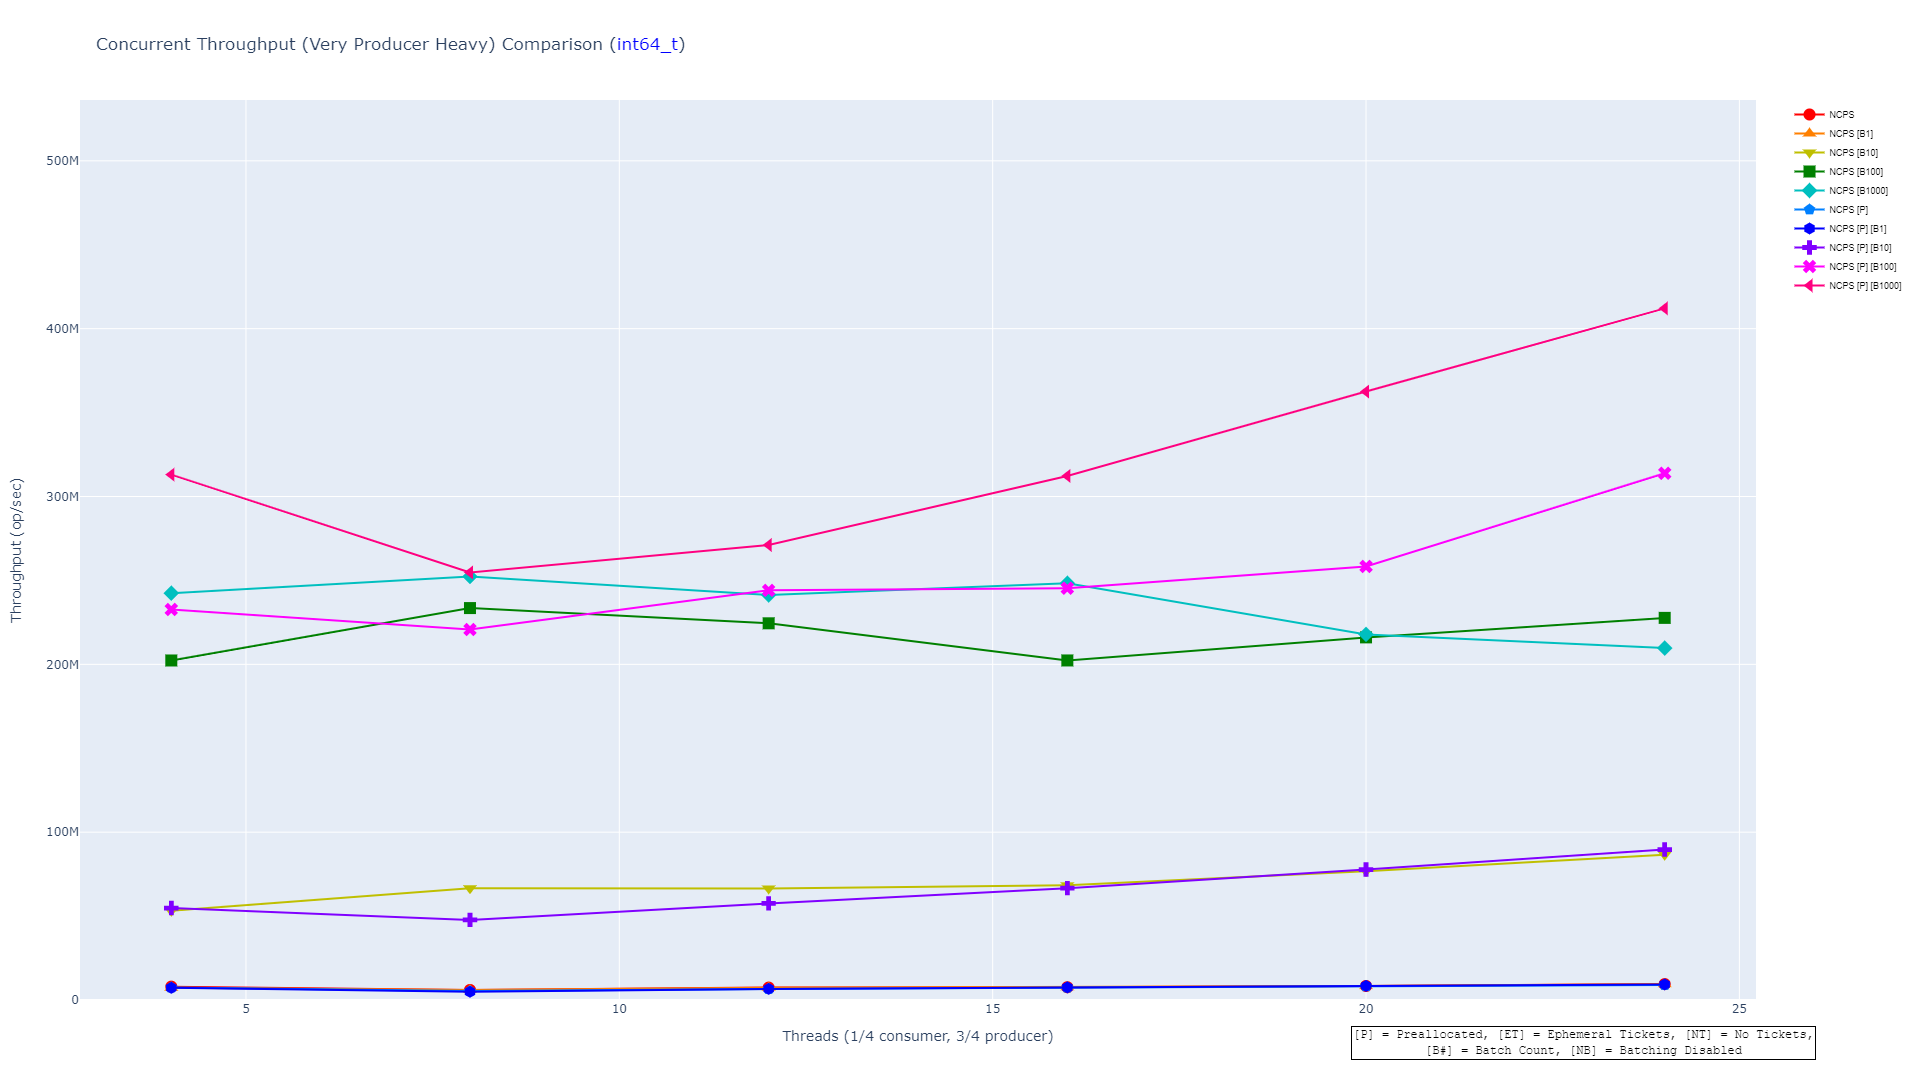 Concurrent Throughput (Very Producer Heavy) Comparison (int64_t)
NCPS
NCPS [B1]
NCPS [B10]
NCPS [B100]
NCPS [B1000]
NCPS [P]
NCPS [P] [B1]
NCPS [P] [B10]
NCPS [P] [B100]
NCPS [P] [B1000]
500M
400M
300M
200M
100M
0
Throughput (op/sec)
5
10
15
20
25
Threads (1/4 consumer, 3/4 producer)
[P] = Preallocated, [ET] = Ephemeral Tickets, [NT] = No Tickets,
[B#] = Batch Count, [NB] = Batching Disabled